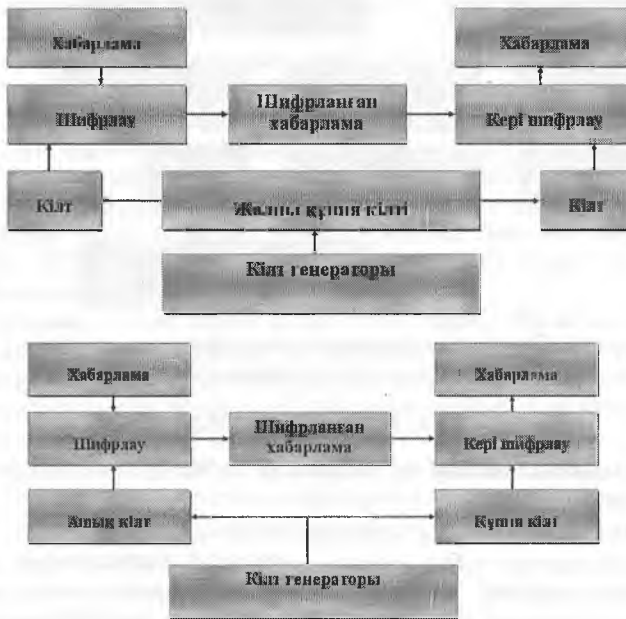 Хабарлама
Хабарлама
Шифрлау
Шифрланған
хабарлама
Кері шифрлау
Кілт
Жалпы құпия кілті
Кілт
Кілт генераторы
Хабарлама
Хабарлама
Шифрлау
Шифрланған
хабарлама
Кері шифрлау
Ашық кілт
Құпия кілт
Кілт генераторы